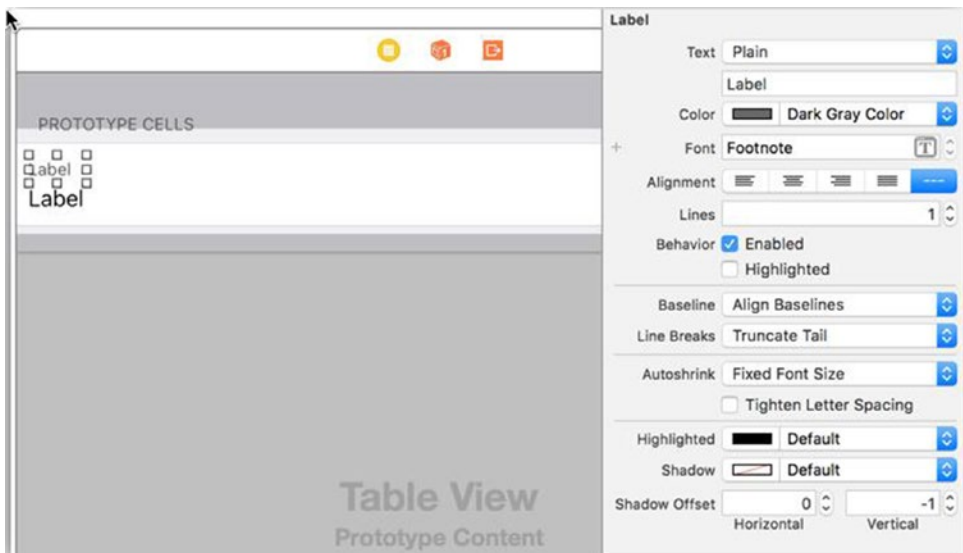 PROTOTYPE CELLS
Label
Label
Table View
Prototype Content
Label
Text Plain
Label
Color Dark Gray Color
Font Footnote T
Alignment ---
Lines 1
Behavior Enabled
Highlighted
Baseline Align Baselines
Line Breaks Truncate Tail
Autoshrink Fixed Font Size
Tighten Letter Spacing
Highlighted Default
Shadow Default
Shadow Offset 0 -1
Horizontal Vertical